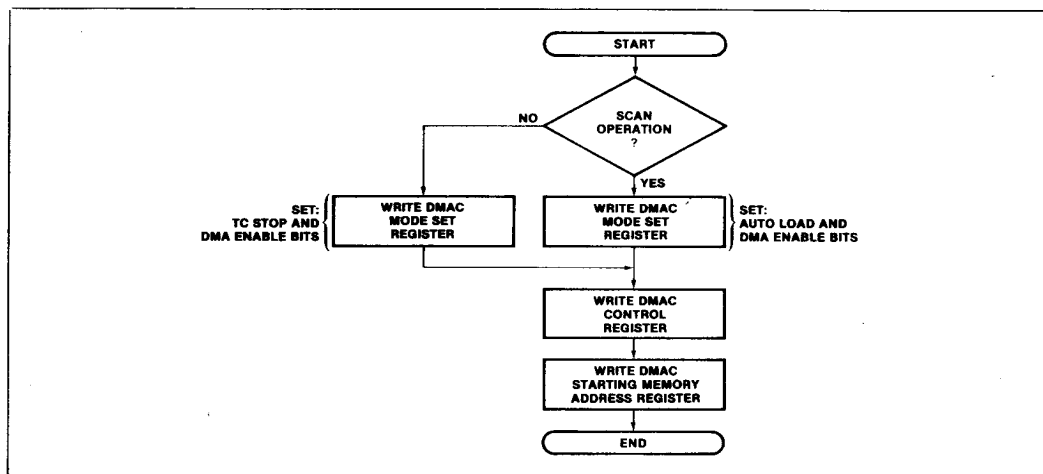 START
SCAN
OPERATION
?
NO
YES
SET:
TC STOP AND
DMA ENABLE BITS
WRITE DMAC
MODE SET
REGISTER
WRITE DMAC
MODE SET
REGISTER
SET:
AUTO LOAD AND
DMA ENABLE BITS
WRITE DMAC
CONTROL
REGISTER
WRITE DMAC
STARTING MEMORY
ADDRESS REGISTER
END